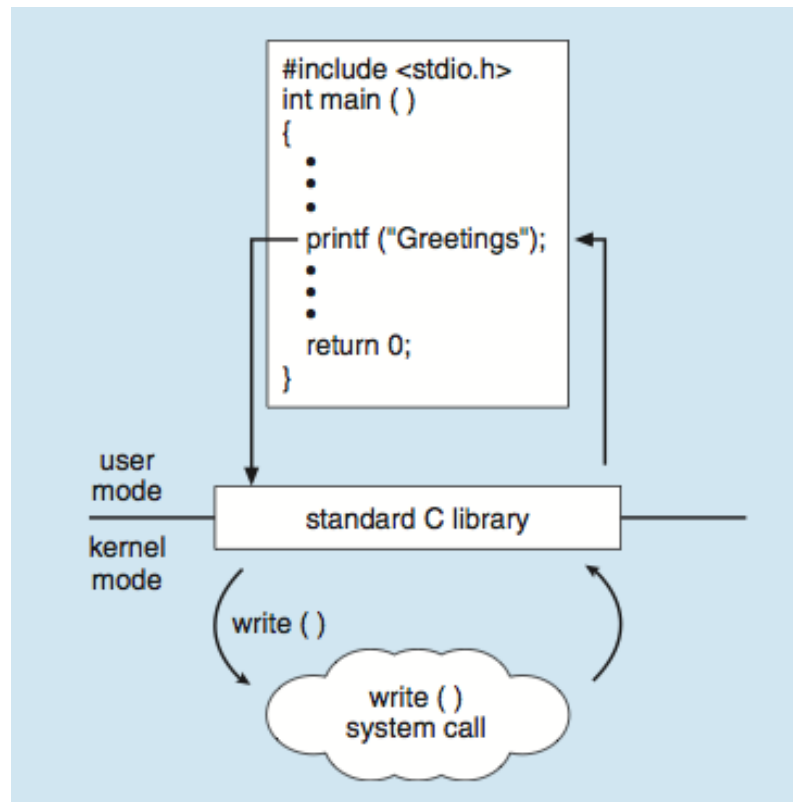 #include <stdio.h>
int main ( )
{
•
•
•
printf ("Greetings");
•
•
•
return 0;
}
user
mode
standard C library
kernel
mode
write ( )
write ( )
system call